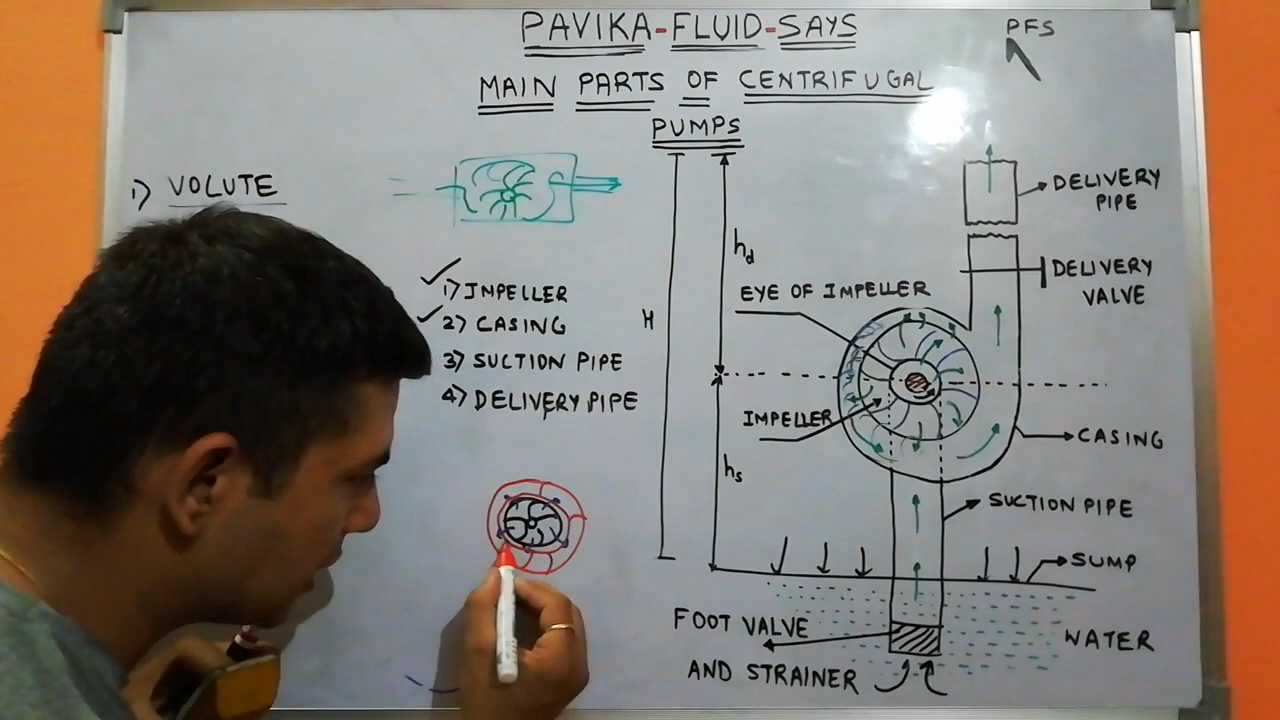 PAVIKA-FLUID-SAYS
PFS
MAIN PARTS OF CENTRIFUGAL
PUMPS
1) VOLUTE
1) IMPELLER
2) CASING
3) SUCTION PIPE
4) DELIVERY PIPE
H
hd
hs
EYE OF IMPELLER
IMPELLER
DELIVERY
PIPE
DELIVERY
VALVE
CASING
SUCTION PIPE
SUMP
WATER
FOOT VALVE
AND STRAINER